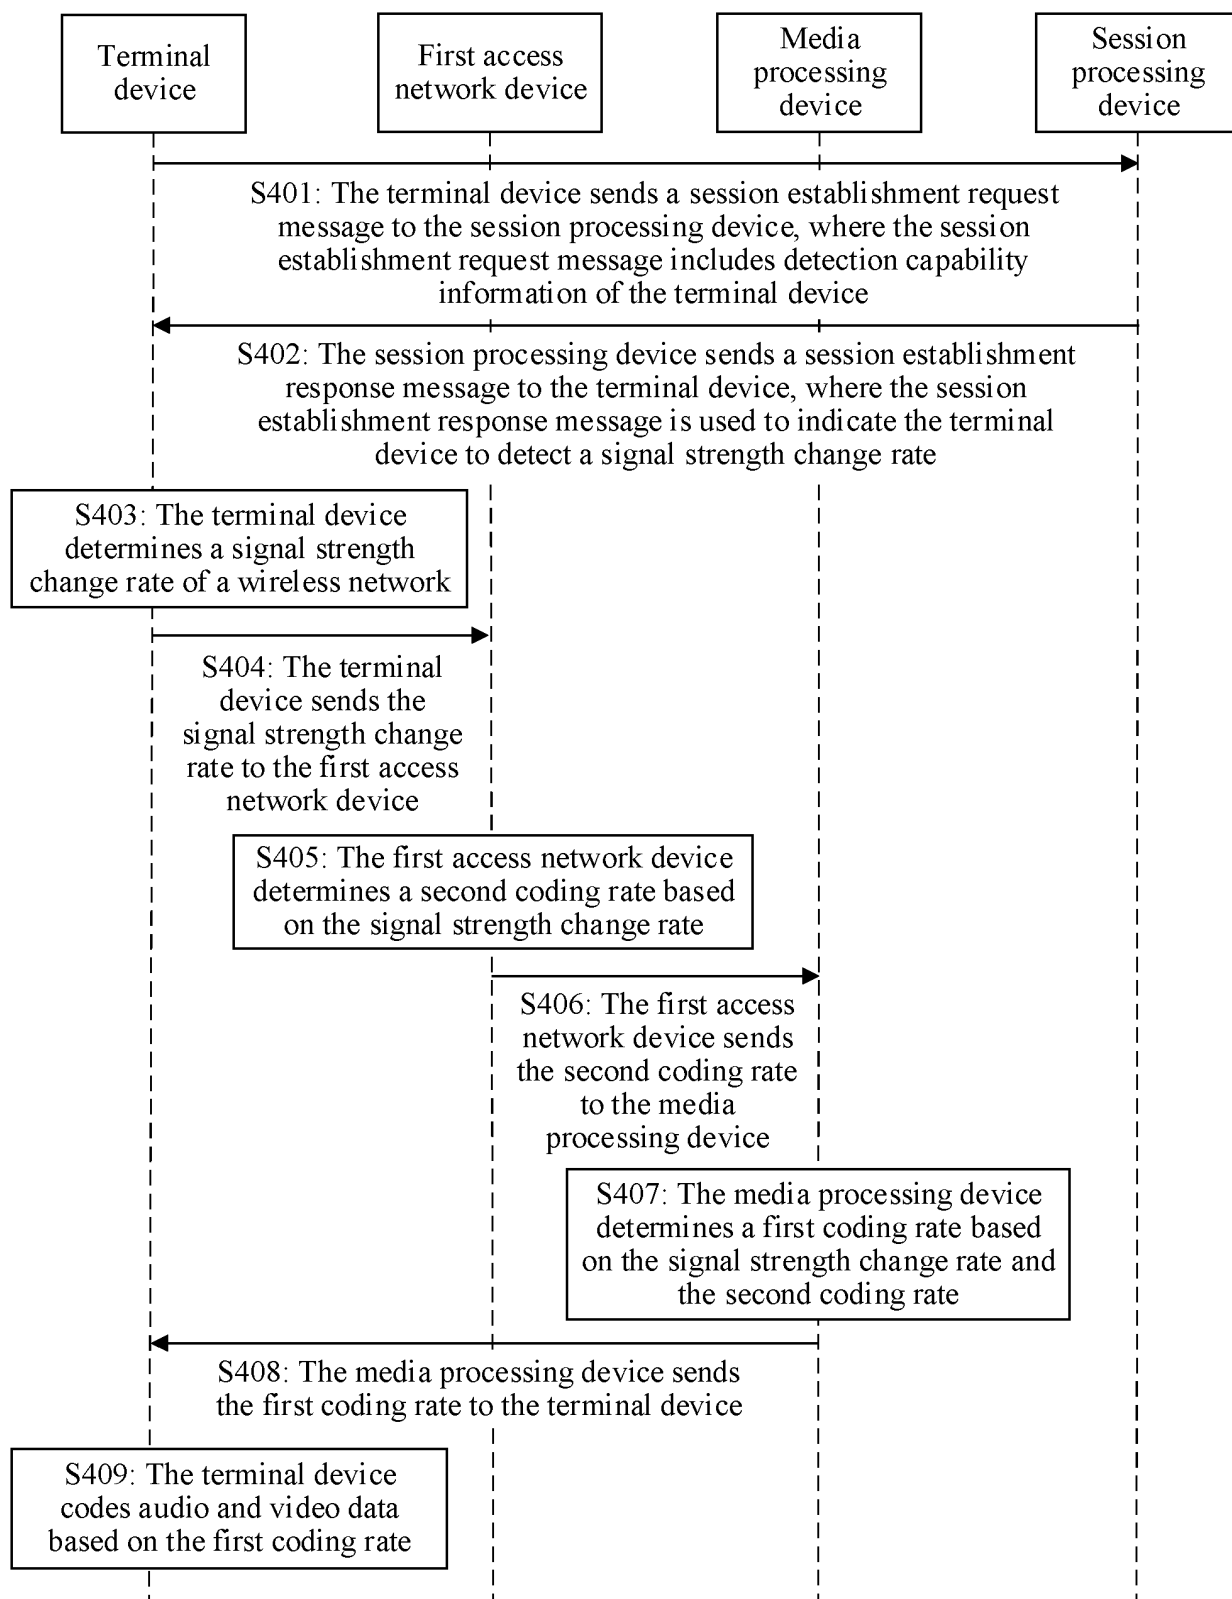 Terminal
device
First access
network device
Media
processing
device
Session
processing
device
S401: The terminal device sends a session establishment request
message to the session processing device, where the session
establishment request message includes detection capability
information of the terminal device
S402: The session processing device sends a session establishment
response message to the terminal device, where the session
establishment response message is used to indicate the terminal
device to detect a signal strength change rate
S403: The terminal device
determines a signal strength
change rate of a wireless network
S404: The terminal
device sends the
signal strength change
rate to the first access
network device
S405: The first access network device
determines a second coding rate based
on the signal strength change rate
S406: The first access
network device sends
the second coding rate
to the media
processing device
S407: The media processing device
determines a first coding rate based
on the signal strength change rate and
the second coding rate
S408: The media processing device sends
the first coding rate to the terminal device
S409: The terminal device
codes audio and video data
based on the first coding rate